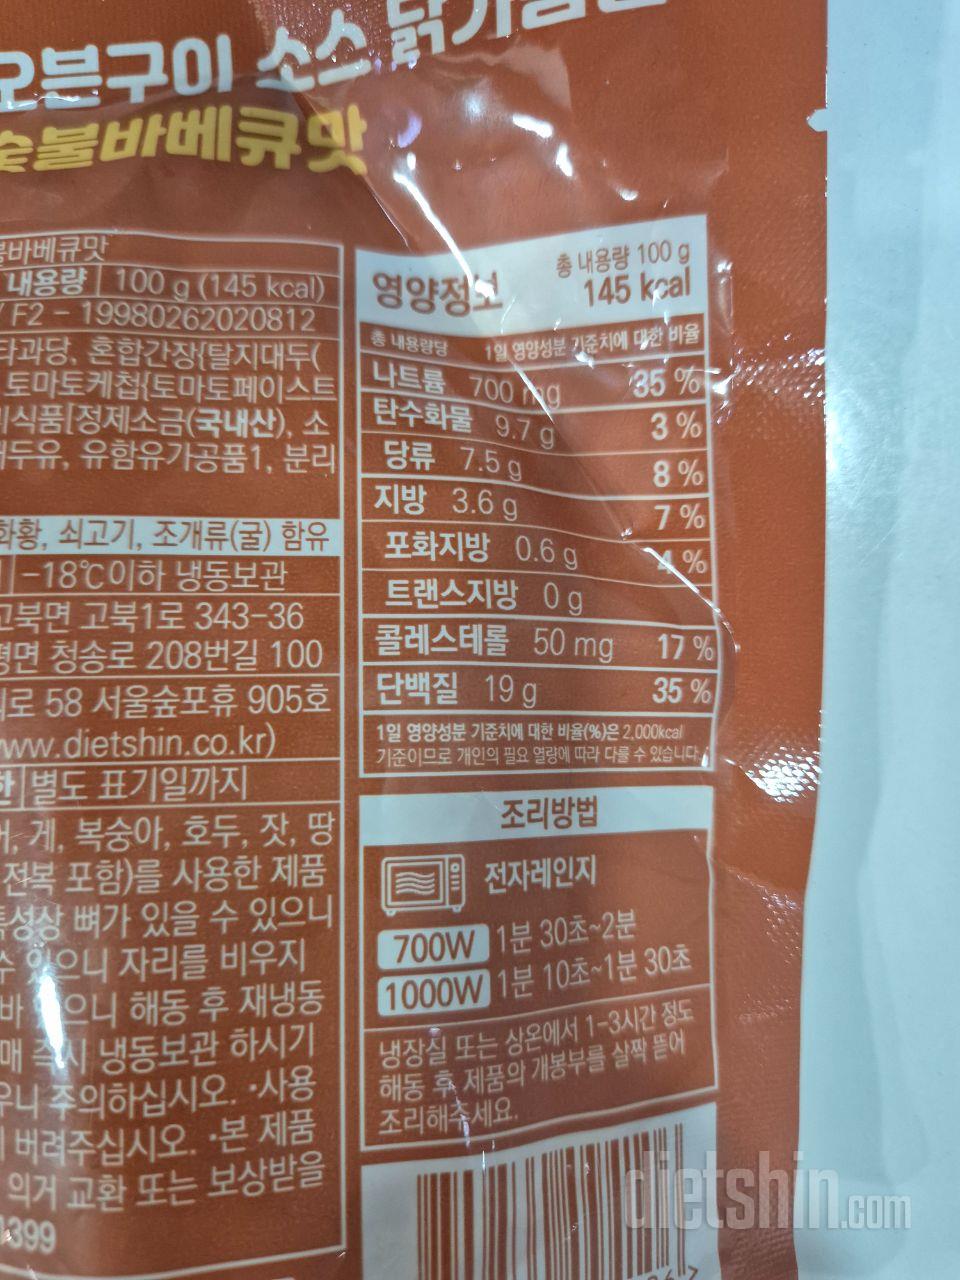 오븐구이 소스 닭가슴살
숯불바베큐맛
불바베큐맛
내용량 100 g (145 kcal)
F2 - 19980262020812
타과당, 혼합간장{탈지대두(
토마토케첩{토마토페이스트
식품[정제소금(국내산), 소
대두유, 유함유가공품1, 분리
화황, 쇠고기, 조개류(굴) 함유
-18℃이하 냉동보관
고북면 고북1로 343-36
평면 청송로 208번길 100
로 58 서울숲포휴 905호
www.dietshin.co.kr)
한 별도 표기일까지
게, 복숭아, 호두, 잣, 땅
전복 포함)를 사용한 제품
특성상 뼈가 있을 수 있으니
수 있으니 자리를 비우지
바 으니 해동 후 재냉동
매 즉시 냉동보관 하시기
우니 주의하십시오. ·사용
버려주십시오. ·본 제품
의거 교환 또는 보상받을
1399
영양정보
총 내용량 100 g
145 kcal
총 내용량당 1일 영양성분 기준치에 대한 비율
나트륨 700 mg 35 %
탄수화물 9.7 g 3 %
당류 7.5 g 8 %
지방 3.6 g 7 %
포화지방 0.6 g 4 %
트랜스지방 0 g
콜레스테롤 50 mg 17 %
단백질 19 g 35 %
1일 영양성분 기준치에 대한 비율(%)은 2,000kcal
기준이므로 개인의 필요 열량에 따라 다를 수 있습니다.
조리방법
전자레인지
700W 1분 30초~2분
1000W 1분 10초~1분 30초
냉장실 또는 상온에서 1-3시간 정도
해동 후, 제품의 개봉부를 살짝 뜯어
조리해주세요.
dietshin.com